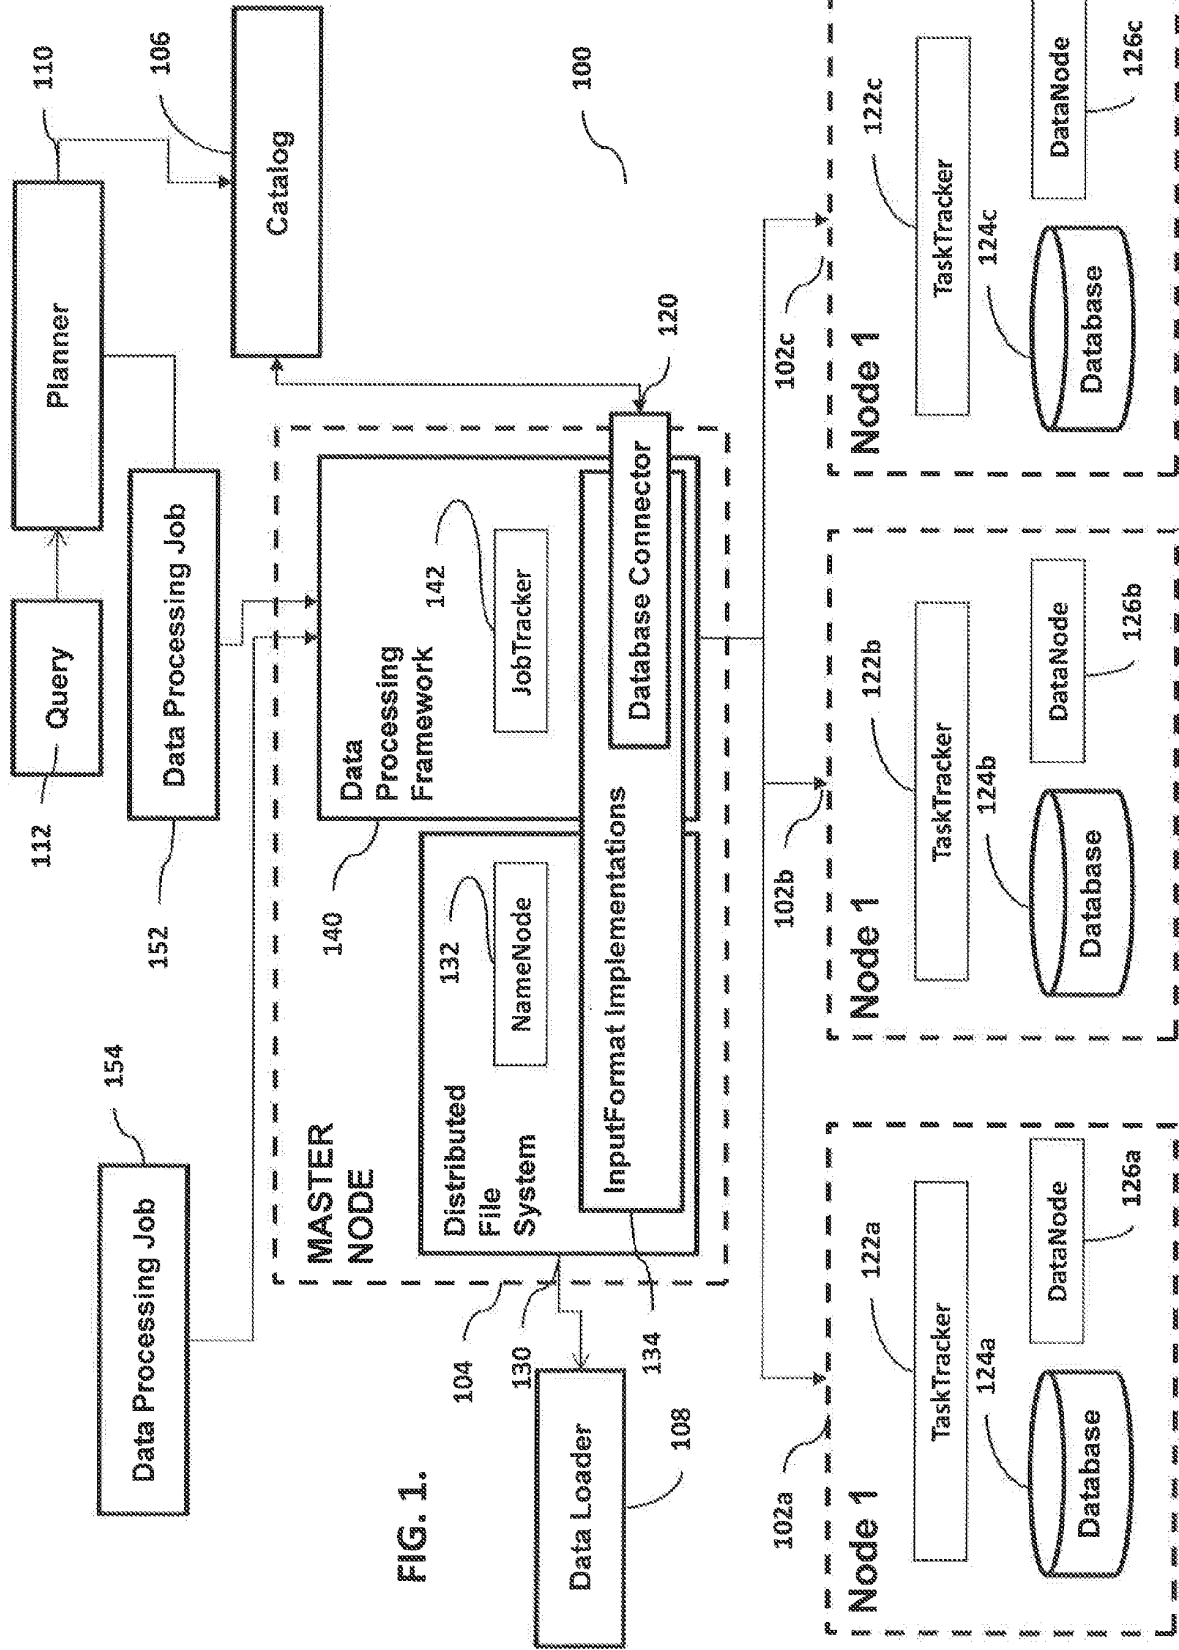 112
Query
Planner
110
154
Data Processing Job
152
Data Processing Job
106
Catalog
MASTER
NODE
104
140
Data
Processing
Framework
142
JobTracker
Distributed
File
System
132
NameNode
130
134
InputFormat Implementations
Database Connector
120
100
FIG. 1.
Data Loader
108
102a
Node 1
122a
TaskTracker
124a
Database
DataNode
126a
102b
Node 1
122b
TaskTracker
124b
Database
DataNode
126b
102c
Node 1
122c
TaskTracker
124c
Database
DataNode
126c